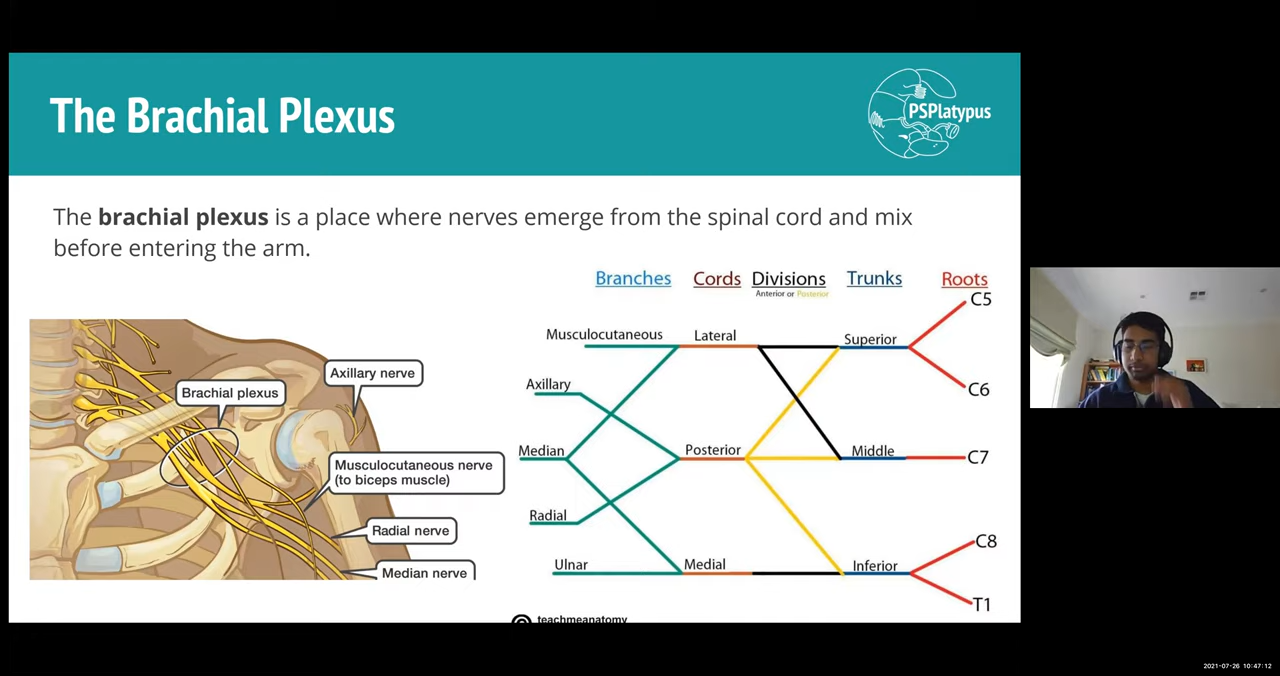 The Brachial Plexus
PSPlatypus
The brachial plexus is a place where nerves emerge from the spinal cord and mix
before entering the arm.
Branches Cords Divisions Trunks Roots
Anterior or Posterior
C5
Musculocutaneous Lateral Superior
Axillary C6
Median Posterior Middle C7
Radial
C8
Ulnar Medial Inferior
T1
Axillary nerve
Brachial plexus
Musculocutaneous nerve
(to biceps muscle)
Radial nerve
Median nerve
teachmeanatomy
2021-07-26 10:47:12